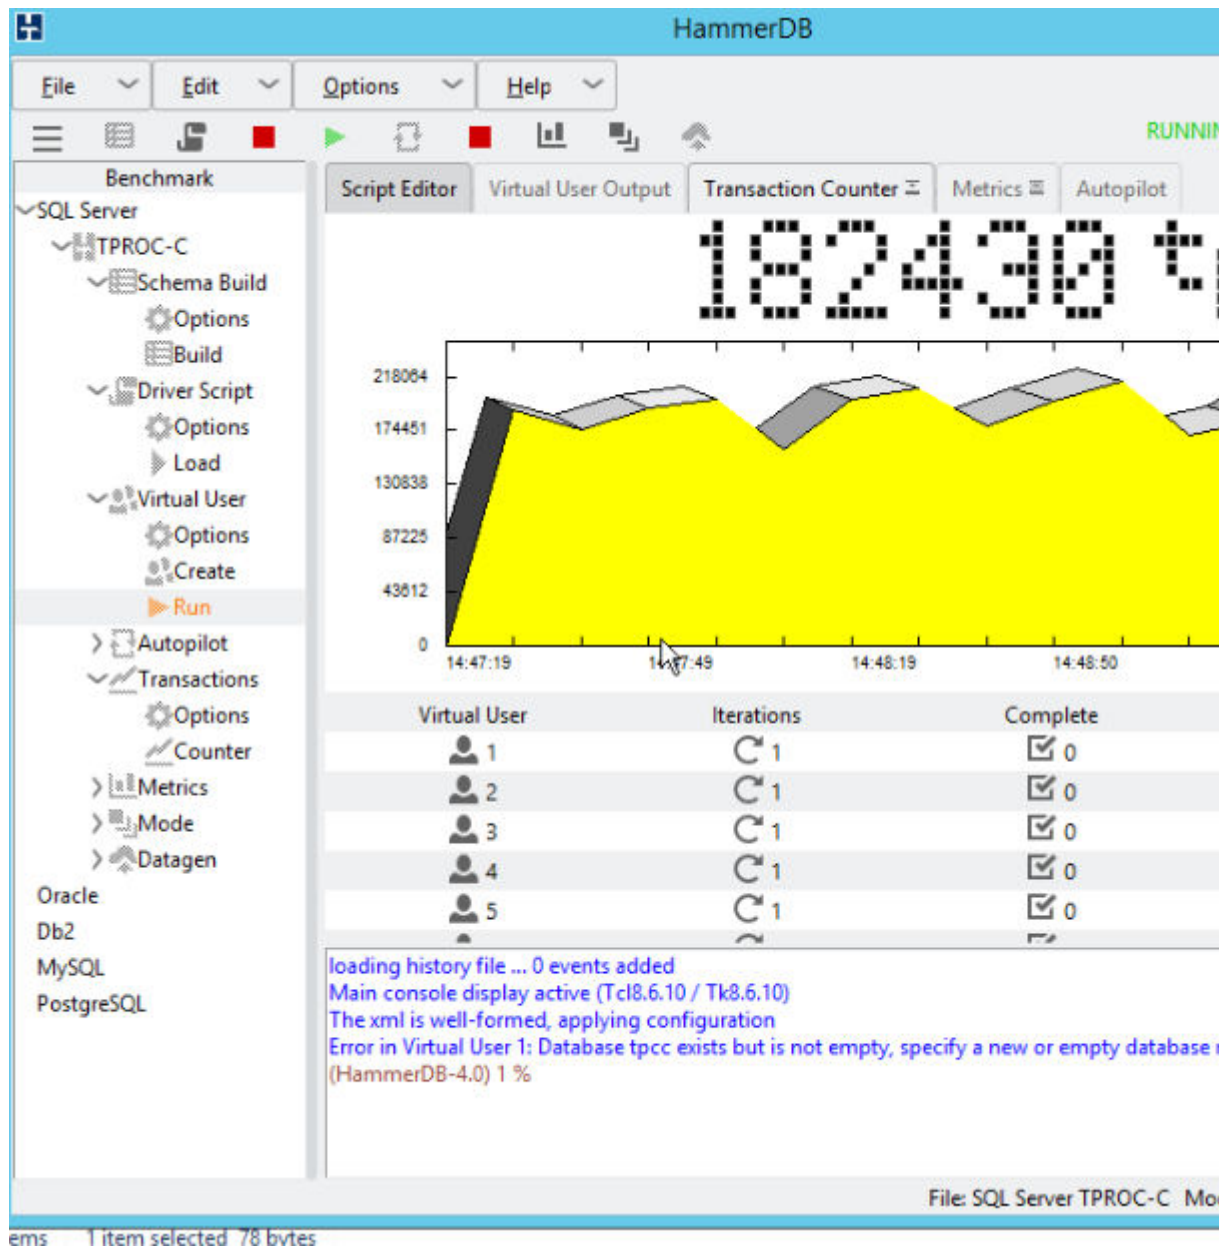 HammerDB
File Edit Options Help
Benchmark
SQL Server
TPROC-C
Schema Build
Options
Build
Driver Script
Options
Load
Virtual User
Options
Create
Run
Autopilot
Transactions
Options
Counter
Metrics
Mode
Datagen
Oracle
Db2
MySQL
PostgreSQL
RUNNIN
Script Editor Virtual User Output Transaction Counter Metrics Autopilot
182430 t
218064
174451
130838
87225
43612
0
14:47:19 14:47:49 14:48:19 14:48:50
Virtual User Iterations Complete
1 1 0
2 1 0
3 1 0
4 1 0
5 1 0
loading history file ... 0 events added
Main console display active (Tcl8.6.10 / Tk8.6.10)
The xml is well-formed, applying configuration
Error in Virtual User 1: Database tpcc exists but is not empty, specify a new or empty database
(HammerDB-4.0) 1 %
File: SQL Server TPROC-C Mo
ems 1 item selected 78 bytes